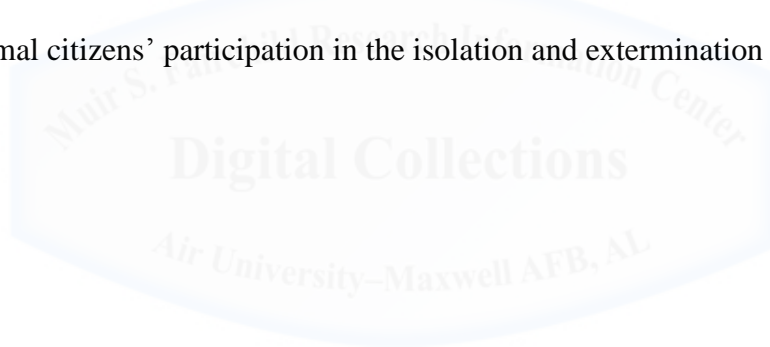 mal citizens’ participation in the isolation and extermination
Muir S. Fairchild Research Information Center
Digital Collections
Air University–Maxwell AFB, AL